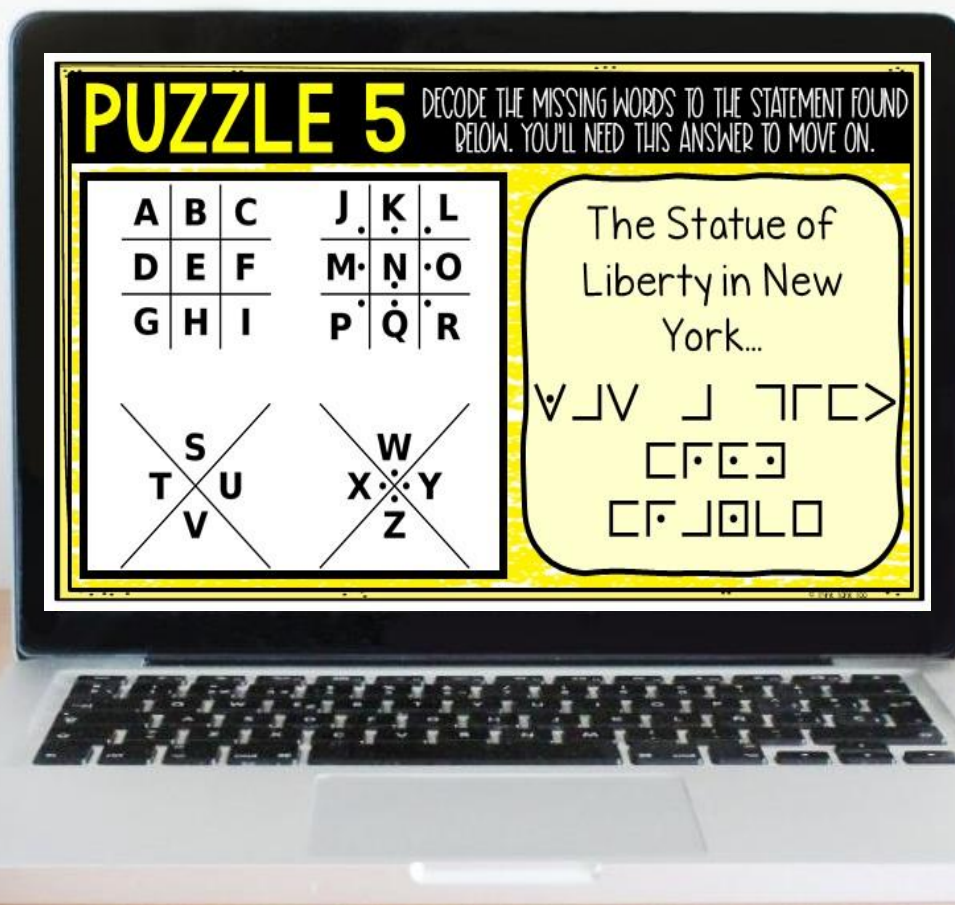 PUZZLE 5
DECODE THE MISSING WORDS TO THE STATEMENT FOUND
BELOW. YOU'LL NEED THIS ANSWER TO MOVE ON.
A B C
D E F
G H I
J K L
M N O
P Q R
S
T U
V
W
X Y
Z
The Statue of
Liberty in New
York...